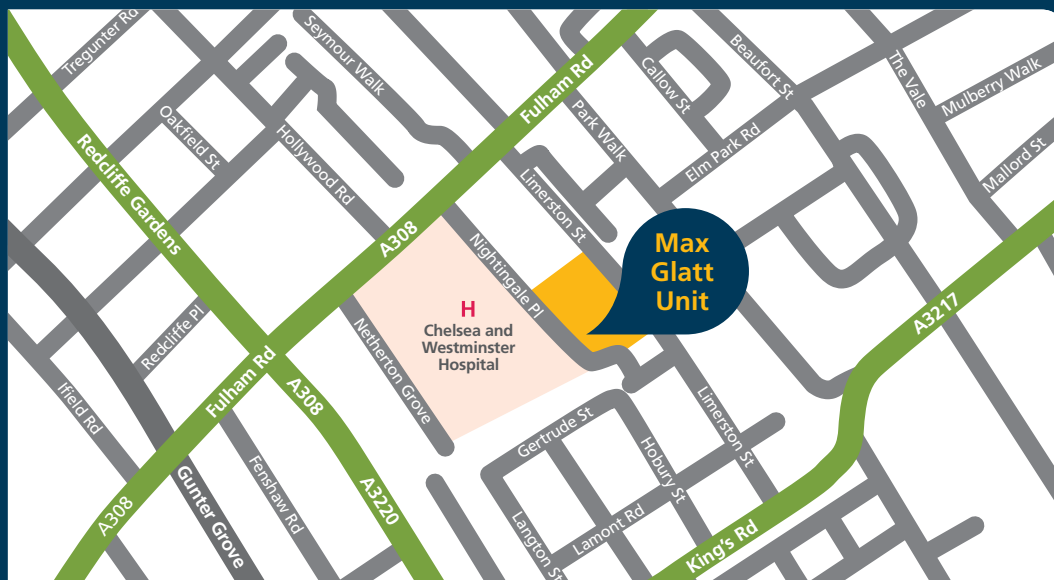 Tregunter Rd
Seymour Walk
Fulham Rd
Callow St
Beaufort St
The Vale
Mulberry Walk
Oakfield St
Hollywood Rd
Park Walk
Elm Park Rd
Mallord St
Redcliffe Gardens
Limerston St
A308
Nightingale Pl
Max
Glatt
Unit
H
Chelsea and
Westminster
Hospital
A3217
Redcliffe Pl
Netherton Grove
Fulham Rd
A308
Ifield Rd
Limerston St
Gertrude St
Hobury St
Gunter Grove
Fenshaw Rd
A3220
A308
Langton St
Lamont Rd
King's Rd